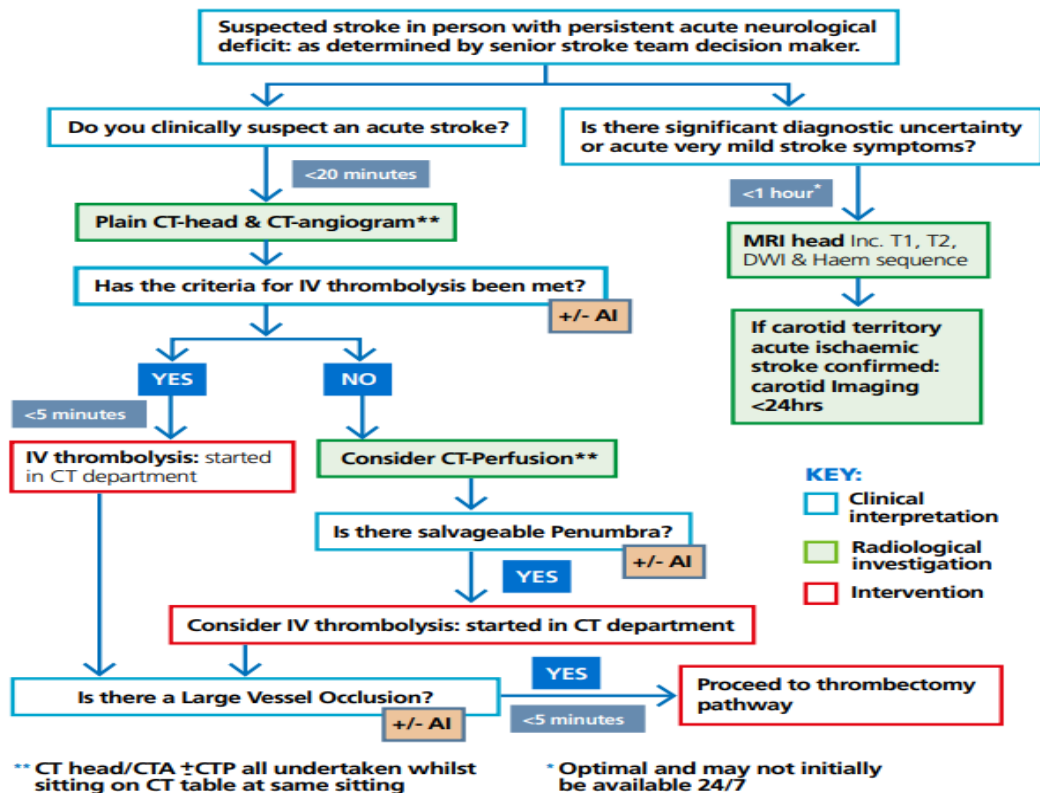 Suspected stroke in person with persistent acute neurological
deficit: as determined by senior stroke team decision maker.
Do you clinically suspect an acute stroke?
<20 minutes
Plain CT-head & CT-angiogram**
Has the criteria for IV thrombolysis been met?
+/- AI
YES
NO
<5 minutes
IV thrombolysis: started
in CT department
Consider CT-Perfusion**
Is there salvageable Penumbra?
+/- AI
YES
Consider IV thrombolysis: started in CT department
Is there a Large Vessel Occlusion?
+/- AI
YES
<5 minutes
Proceed to thrombectomy
pathway
Is there significant diagnostic uncertainty
or acute very mild stroke symptoms?
<1 hour*
MRI head Inc. T1, T2,
DWI & Haem sequence
If carotid territory
acute ischaemic
stroke confirmed:
carotid Imaging
<24hrs
KEY:
Clinical
interpretation
Radiological
investigation
Intervention
** CT head/CTA ±CTP all undertaken whilst
sitting on CT table at same sitting
* Optimal and may not initially
be available 24/7